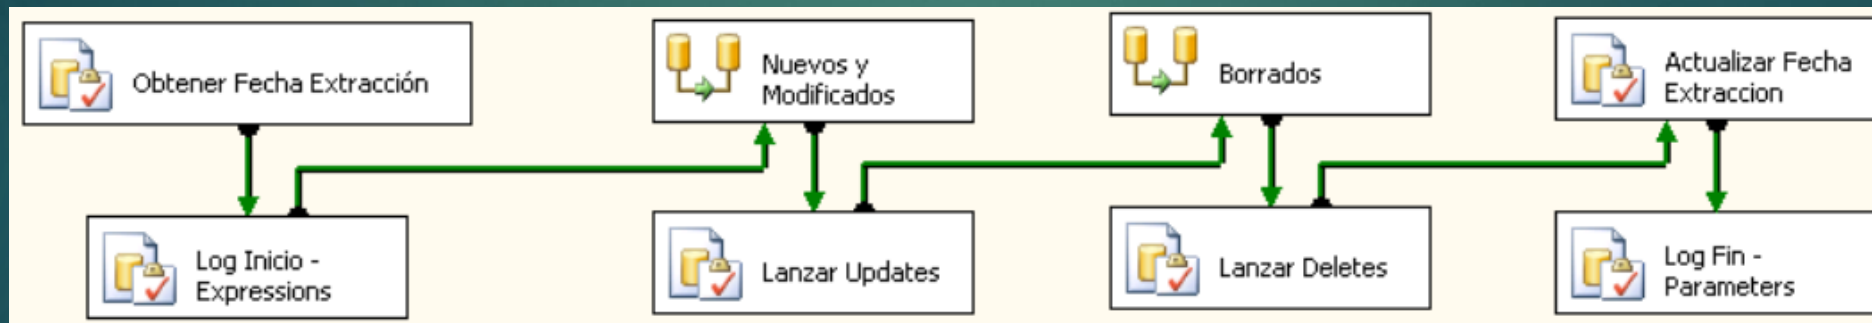 Obtener Fecha Extracción
Log Inicio -
Expressions
Nuevos y
Modificados
Lanzar Updates
Borrados
Lanzar Deletes
Actualizar Fecha
Extraccion
Log Fin -
Parameters